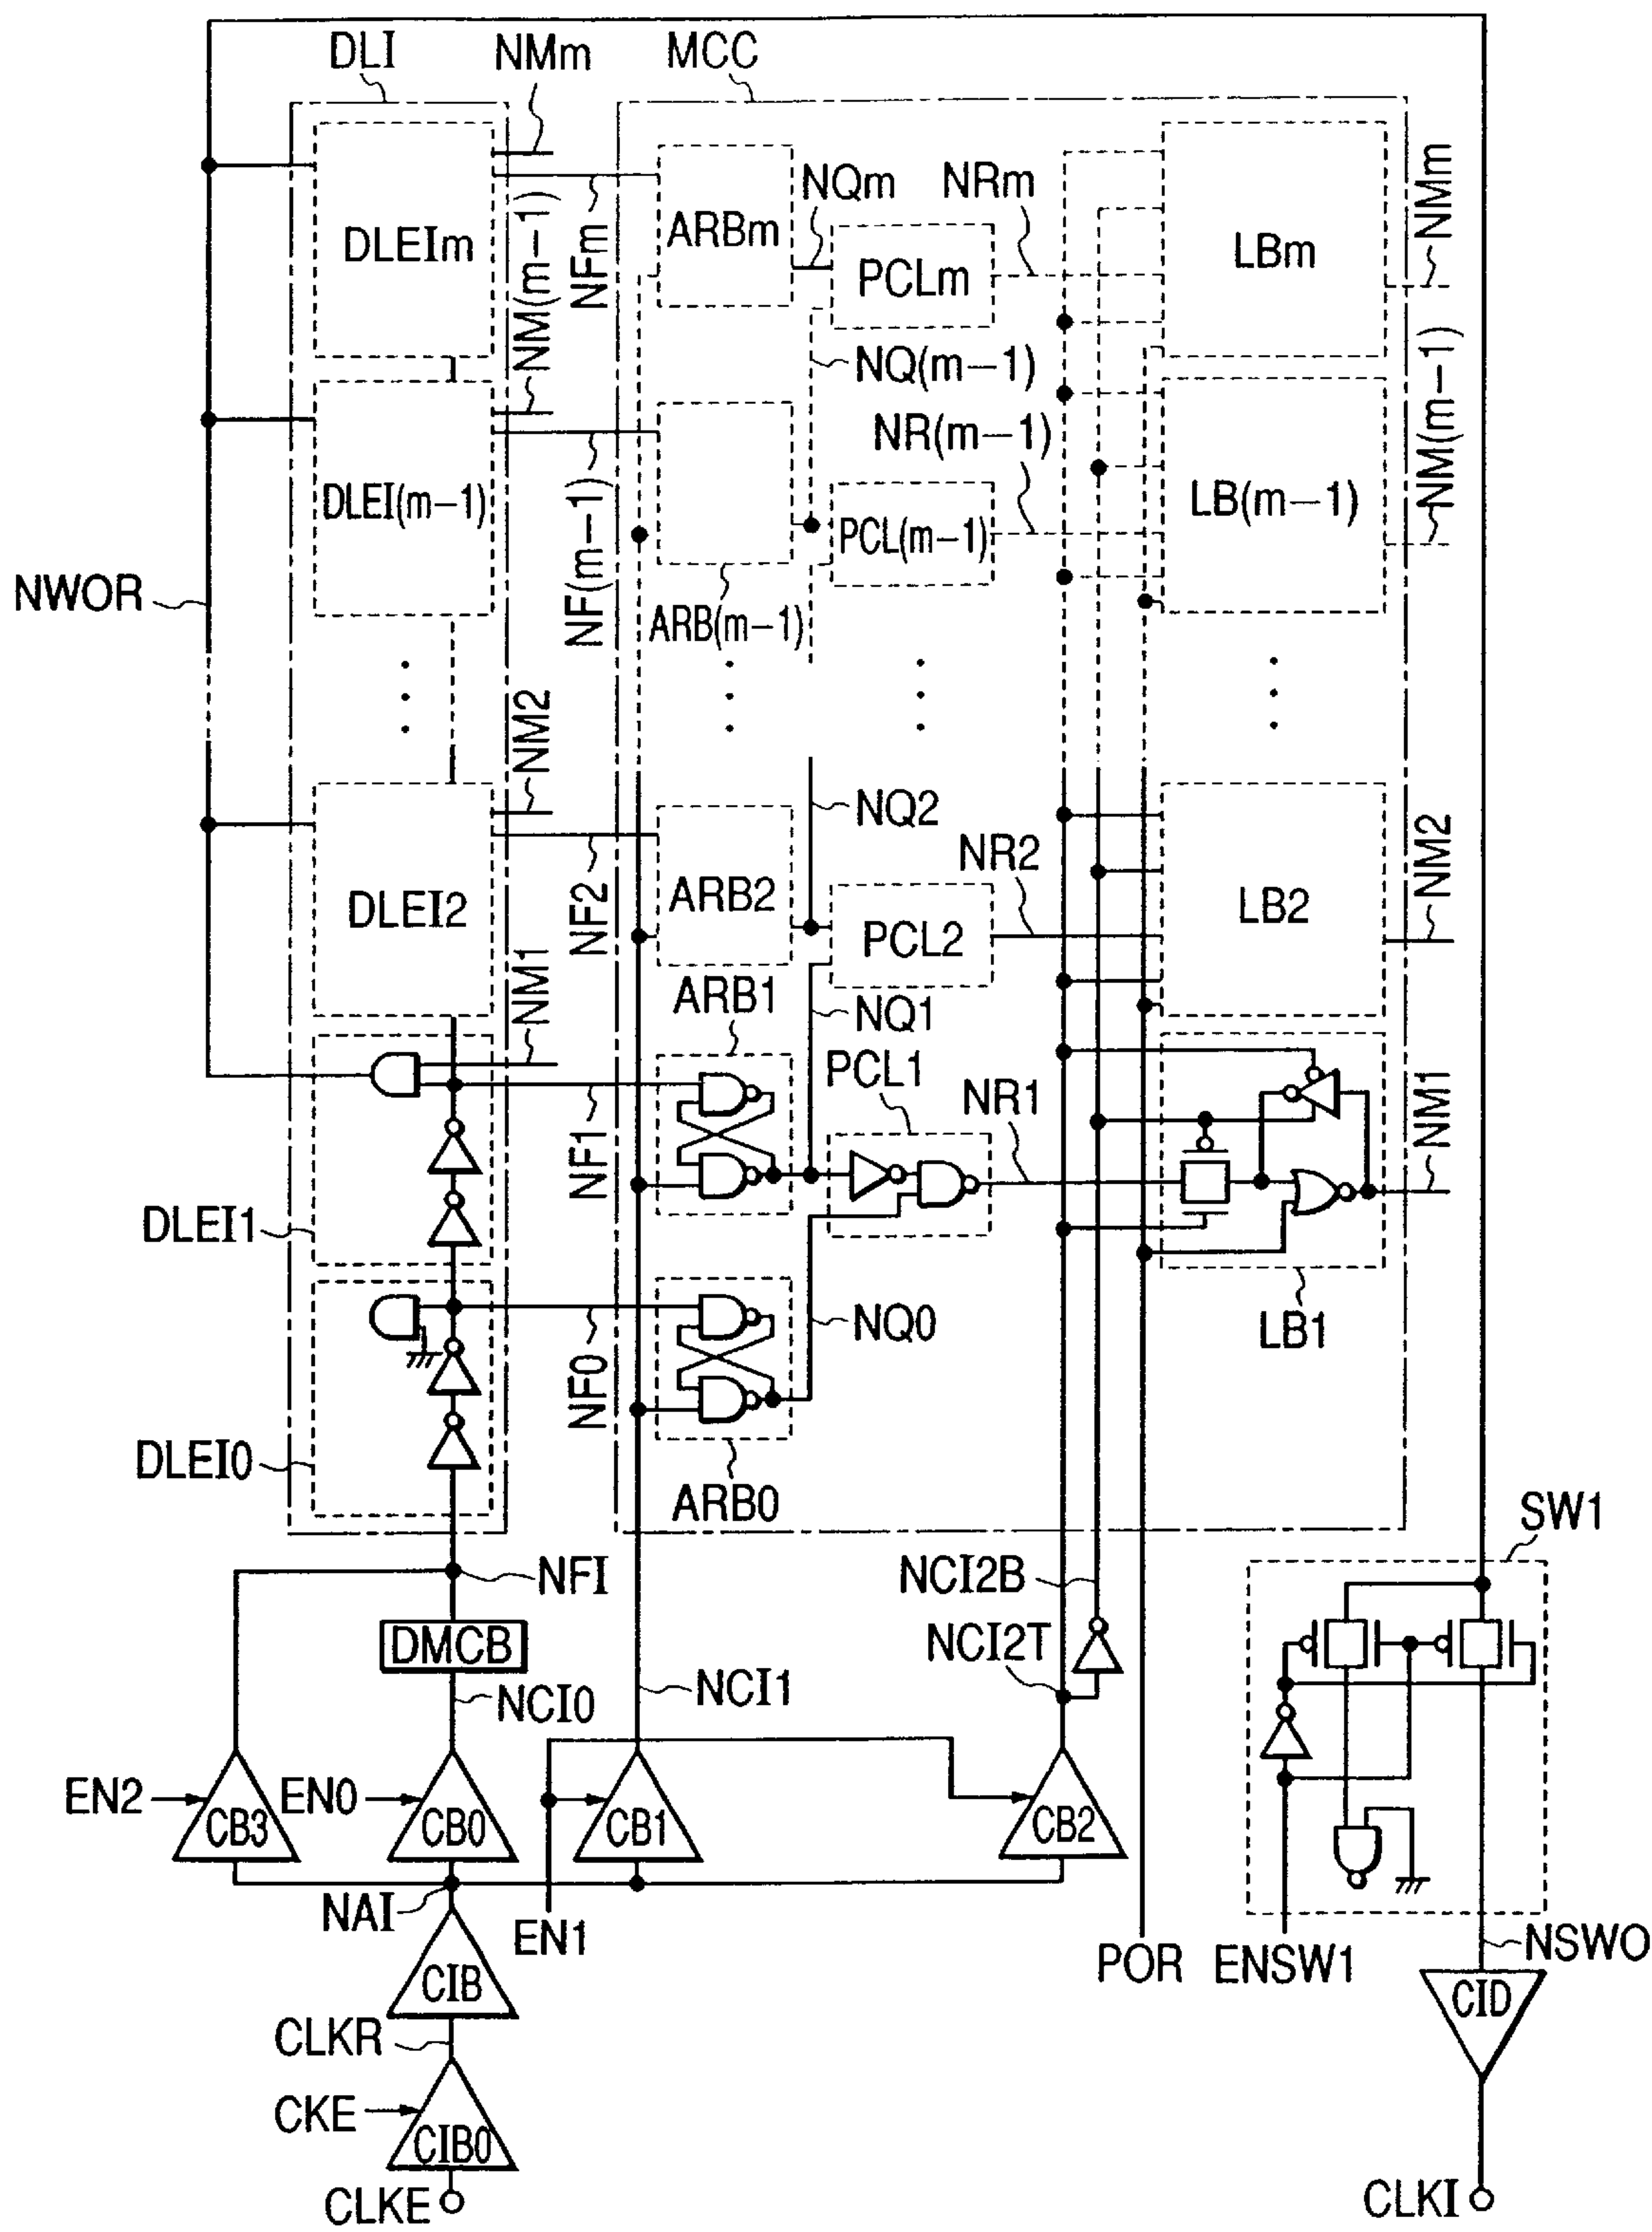 DLI
NMm
MCC
DLEIm
NM(m-1)
NFm
ARBm
NQm
NRm
PCLm
LBm
NMm
NQ(m-1)
NR(m-1)
DLEI(m-1)
NF(m-1)
PCL(m-1)
LB(m-1)
NM(m-1)
NWOR
ARB(m-1)
NM2
NQ2
DLEI2
NF2
ARB2
PCL2
NR2
LB2
NM2
NM1
ARB1
NQ1
PCL1
NR1
NM1
NF1
DLEI1
NF0
NQ0
LB1
DLEI0
ARB0
SW1
NFI
NCI2B
DMCB
NCI2T
NCI0
NCI1
EN2
CB3
EN0
CB0
CB1
CB2
NAI
EN1
POR
ENSW1
NSWO
CIB
CID
CLKR
CKE
CIB0
CLKE
CLKI